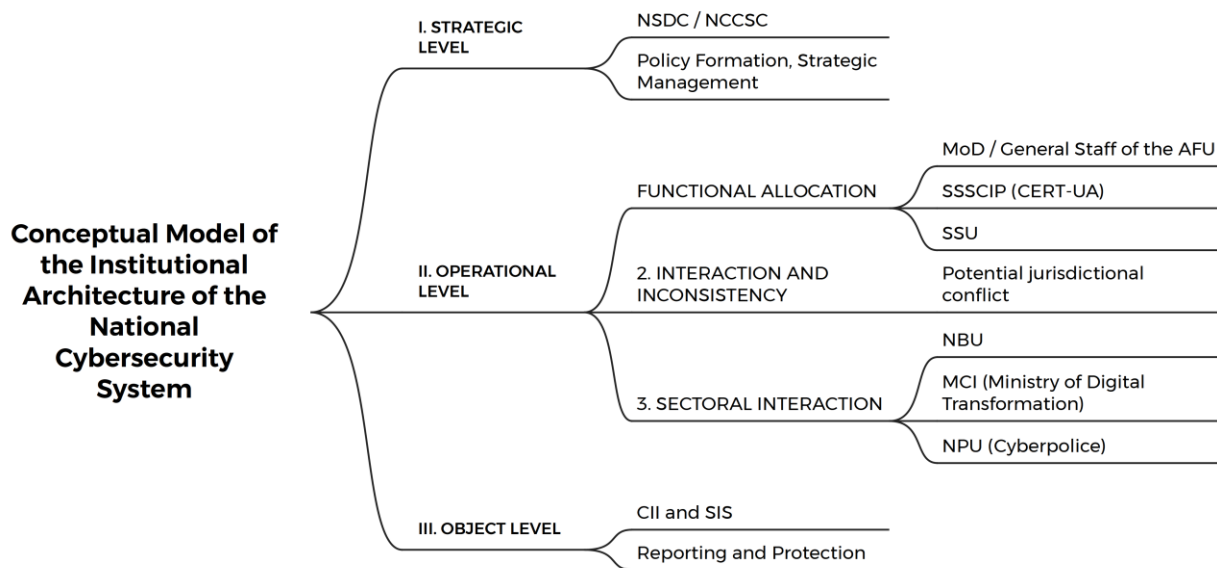 Conceptual Model of
the Institutional
Architecture of the
National
Cybersecurity
System
I. STRATEGIC
LEVEL
NSDC / NCCSC
Policy Formation, Strategic
Management
II. OPERATIONAL
LEVEL
FUNCTIONAL ALLOCATION
MoD / General Staff of the AFU
SSSCIP (CERT-UA)
SSU
2. INTERACTION AND
INCONSISTENCY
Potential jurisdictional
conflict
3. SECTORAL INTERACTION
NBU
MCI (Ministry of Digital
Transformation)
NPU (Cyberpolice)
III. OBJECT LEVEL
CII and SIS
Reporting and Protection